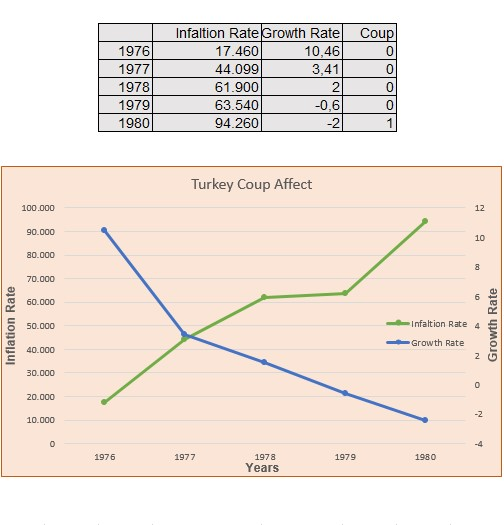 Infaltion Rate Growth Rate Coup
1976 17.460 10,46 0
1977 44.099 3,41 0
1978 61.900 2 0
1979 63.540 -0,6 0
1980 94.260 -2 1
Turkey Coup Affect
100.000 12
90.000 10
80.000 8
70.000 6
60.000 4
50.000 2
40.000 0
30.000 -2
20.000 -4
10.000
0
Inflation Rate
Infaltion Rate
Growth Rate
Growth Rate
1976 1977 1978 1979 1980
Years